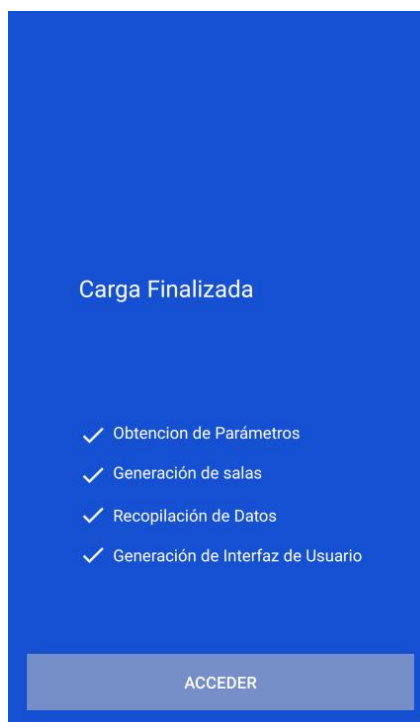 Carga Finalizada
Obtencion de Parámetros
Generación de salas
Recopilación de Datos
Generación de Interfaz de Usuario
ACCEDER